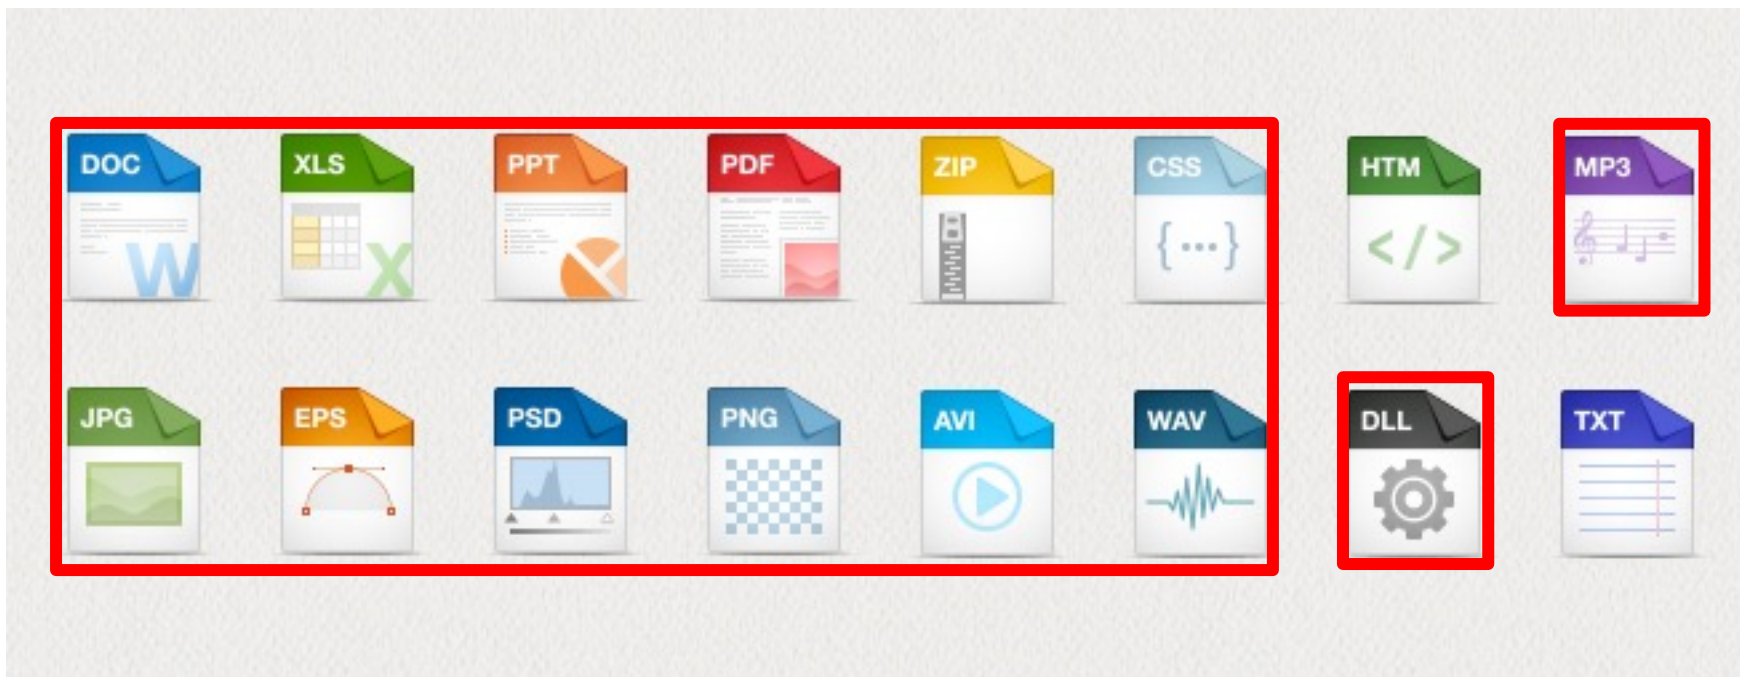 DOC XLS PPT PDF ZIP CSS HTM MP3
W X {...} </>
JPG EPS PSD PNG AVI WAV DLL TXT